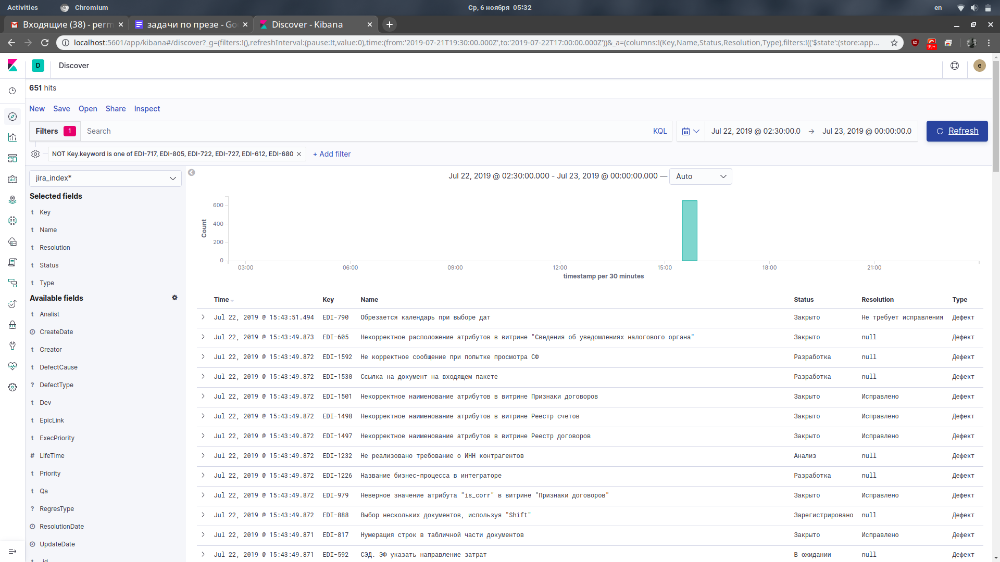 Activities
Chromium
Ср, 6 ноября 05:32
en
Входящие (38) - perm
задачи по презе - Go
Discover - Kibana
localhost:5601/app/kibana#/discover?_g=(filters:!(),refreshInterval:(pause:!t,value:0),time:(from:'2019-07-21T19:30:00.000Z',to:'2019-07-22T17:00:00.000Z'))&_a=(columns:!(Key,Name,Status,Resolution,Type),filters:!(('$state':(store:app...
99+
D
Discover
e
651 hits
New Save Open Share Inspect
Filters 1 Search KQL Jul 22, 2019 @ 02:30:00.0 → Jul 23, 2019 @ 00:00:00.0 Refresh
NOT Key.keyword is one of EDI-717, EDI-805, EDI-722, EDI-727, EDI-612, EDI-680 × + Add filter
jira_index*
Selected fields
t Key
t Name
t Resolution
t Status
t Type
Available fields
t Analist
CreateDate
t Creator
t DefectCause
? DefectType
t Dev
t EpicLink
t ExecPriority
# LifeTime
t Priority
t Qa
? RegresType
ResolutionDate
UpdateDate
t _id
Jul 22, 2019 @ 02:30:00.000 - Jul 23, 2019 @ 00:00:00.000 — Auto
Count
600
400
200
0
03:00 06:00 09:00 12:00 15:00 18:00 21:00
timestamp per 30 minutes
Time Key Name Status Resolution Type
Jul 22, 2019 @ 15:43:51.494 EDI-790 Обрезается календарь при выборе дат Закрыто Не требует исправления Дефект
Jul 22, 2019 @ 15:43:49.873 EDI-605 Некорректное расположение атрибутов в витрине "Сведения об уведомлениях налогового органа" Закрыто null Дефект
Jul 22, 2019 @ 15:43:49.872 EDI-1592 Не корректное сообщение при попытке просмотра СФ Разработка null Дефект
Jul 22, 2019 @ 15:43:49.872 EDI-1530 Ссылка на документ на входящем пакете Разработка null Дефект
Jul 22, 2019 @ 15:43:49.872 EDI-1501 Некорректное наименование атрибутов в витрине Признаки договоров Закрыто Исправлено Дефект
Jul 22, 2019 @ 15:43:49.872 EDI-1498 Некорректное наименование атрибутов в витрине Реестр счетов Закрыто Исправлено Дефект
Jul 22, 2019 @ 15:43:49.872 EDI-1497 Некорректное наименование атрибутов в витрине Реестр договоров Закрыто Исправлено Дефект
Jul 22, 2019 @ 15:43:49.872 EDI-1232 Не реализовано требование о ИНН контрагентов Анализ null Дефект
Jul 22, 2019 @ 15:43:49.872 EDI-1226 Название бизнес-процесса в интеграторе Разработка null Дефект
Jul 22, 2019 @ 15:43:49.872 EDI-979 Неверное значение атрибута "is_corr" в витрине "Признаки договоров" Закрыто Исправлено Дефект
Jul 22, 2019 @ 15:43:49.872 EDI-888 Выбор нескольких документов, используя "Shift" Зарегистрировано null Дефект
Jul 22, 2019 @ 15:43:49.871 EDI-817 Нумерация строк в табличной части документов Закрыто Исправлено Дефект
Jul 22, 2019 @ 15:43:49.871 EDI-592 СЭД. ЭФ указать направление затрат В ожидании null Дефект